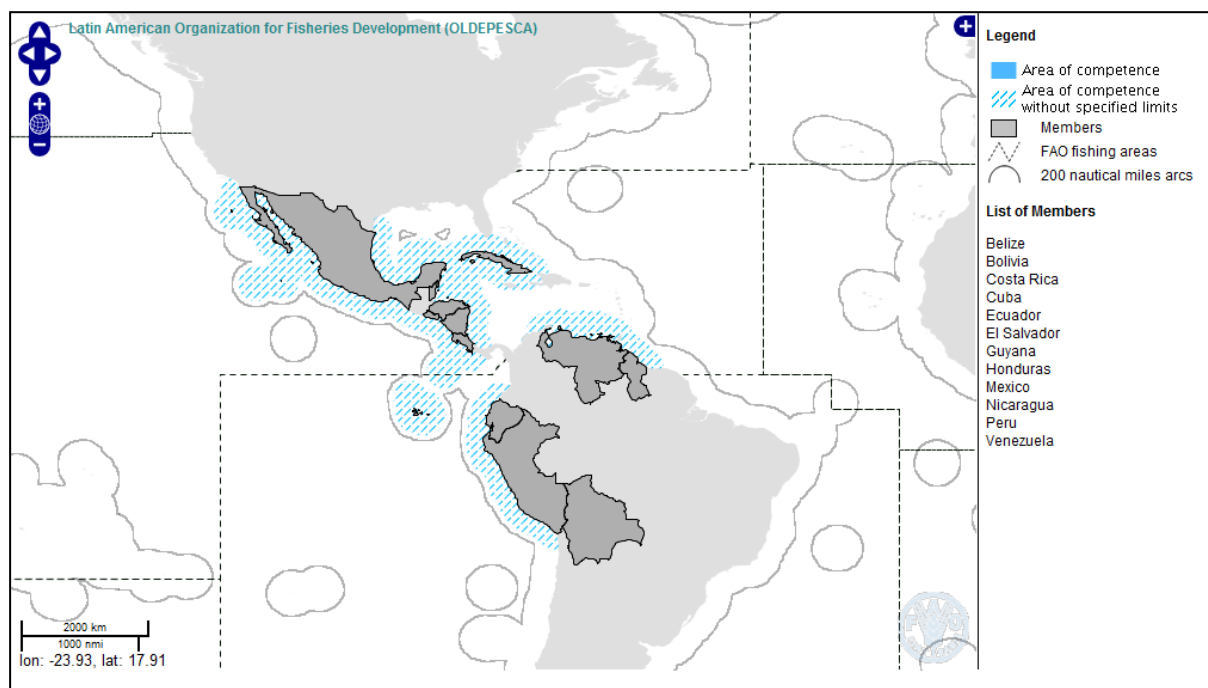 Latin American Organization for Fisheries Development (OLDEPESCA)
Legend
Area of competence
Area of competence
without specified limits
Members
FAO fishing areas
200 nautical miles arcs
List of Members
Belize
Bolivia
Costa Rica
Cuba
Ecuador
El Salvador
Guyana
Honduras
Mexico
Nicaragua
Peru
Venezuela
2000 km
1000 nmi
lon: -23.93, lat: 17.91